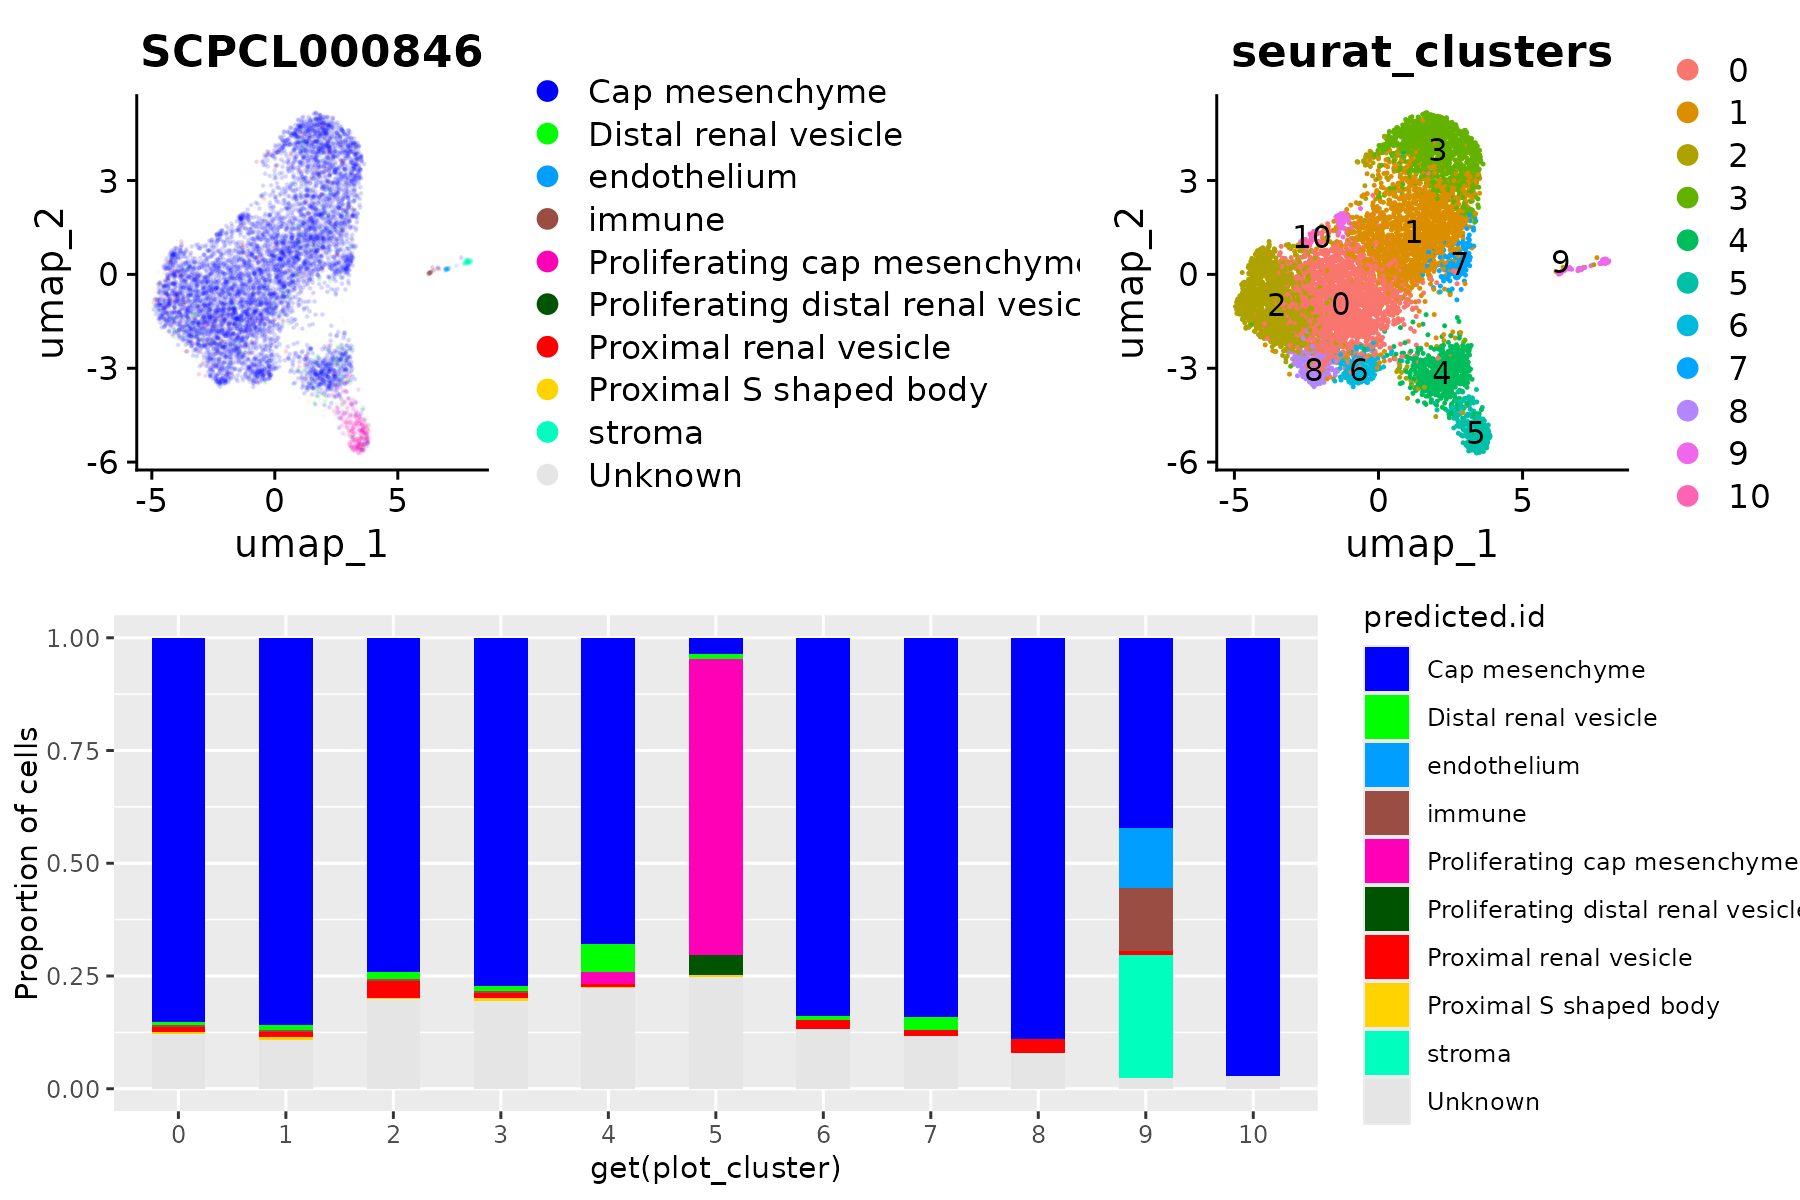 SCPCL000846
umap_2
3
0
-3
-6
-5
0
5
umap_1
Cap mesenchyme
Distal renal vesicle
endothelium
immune
Proliferating cap mesenchyme
Proliferating distal renal vesic
Proximal renal vesicle
Proximal S shaped body
stroma
Unknown
seurat_clusters
umap_2
3
0
-3
-6
-5
0
5
umap_1
3
1
10
7
9
2
0
8
6
4
5
0
1
2
3
4
5
6
7
8
9
10
Proportion of cells
1.00
0.75
0.50
0.25
0.00
0
1
2
3
4
5
6
7
8
9
10
get(plot_cluster)
predicted.id
Cap mesenchyme
Distal renal vesicle
endothelium
immune
Proliferating cap mesenchyme
Proliferating distal renal vesicle
Proximal renal vesicle
Proximal S shaped body
stroma
Unknown